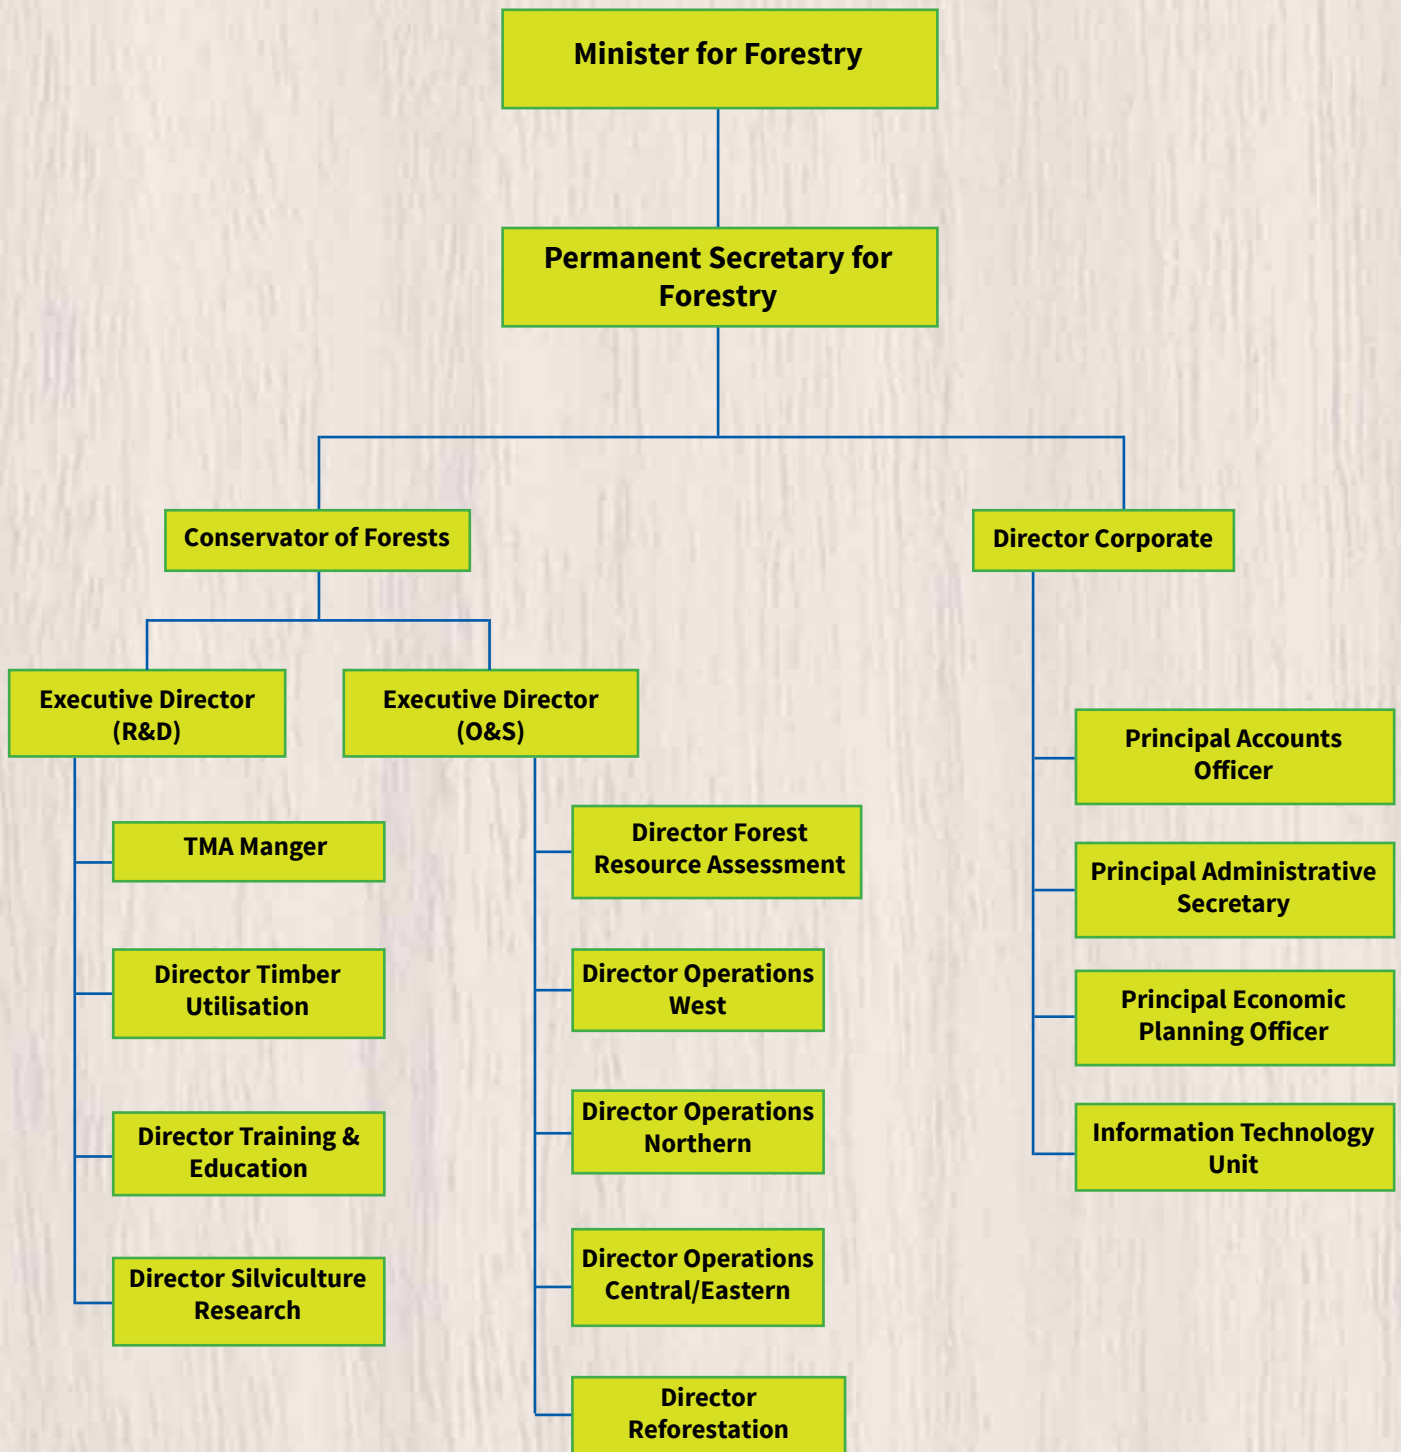 Minister for Forestry
Permanent Secretary for
Forestry
Conservator of Forests
Director Corporate
Executive Director
(R&D)
Executive Director
(O&S)
TMA Manger
Director Timber
Utilisation
Director Training &
Education
Director Silviculture
Research
Director Forest
Resource Assessment
Director Operations
West
Director Operations
Northern
Director Operations
Central/Eastern
Director
Reforestation
Principal Accounts
Officer
Principal Administrative
Secretary
Principal Economic
Planning Officer
Information Technology
Unit